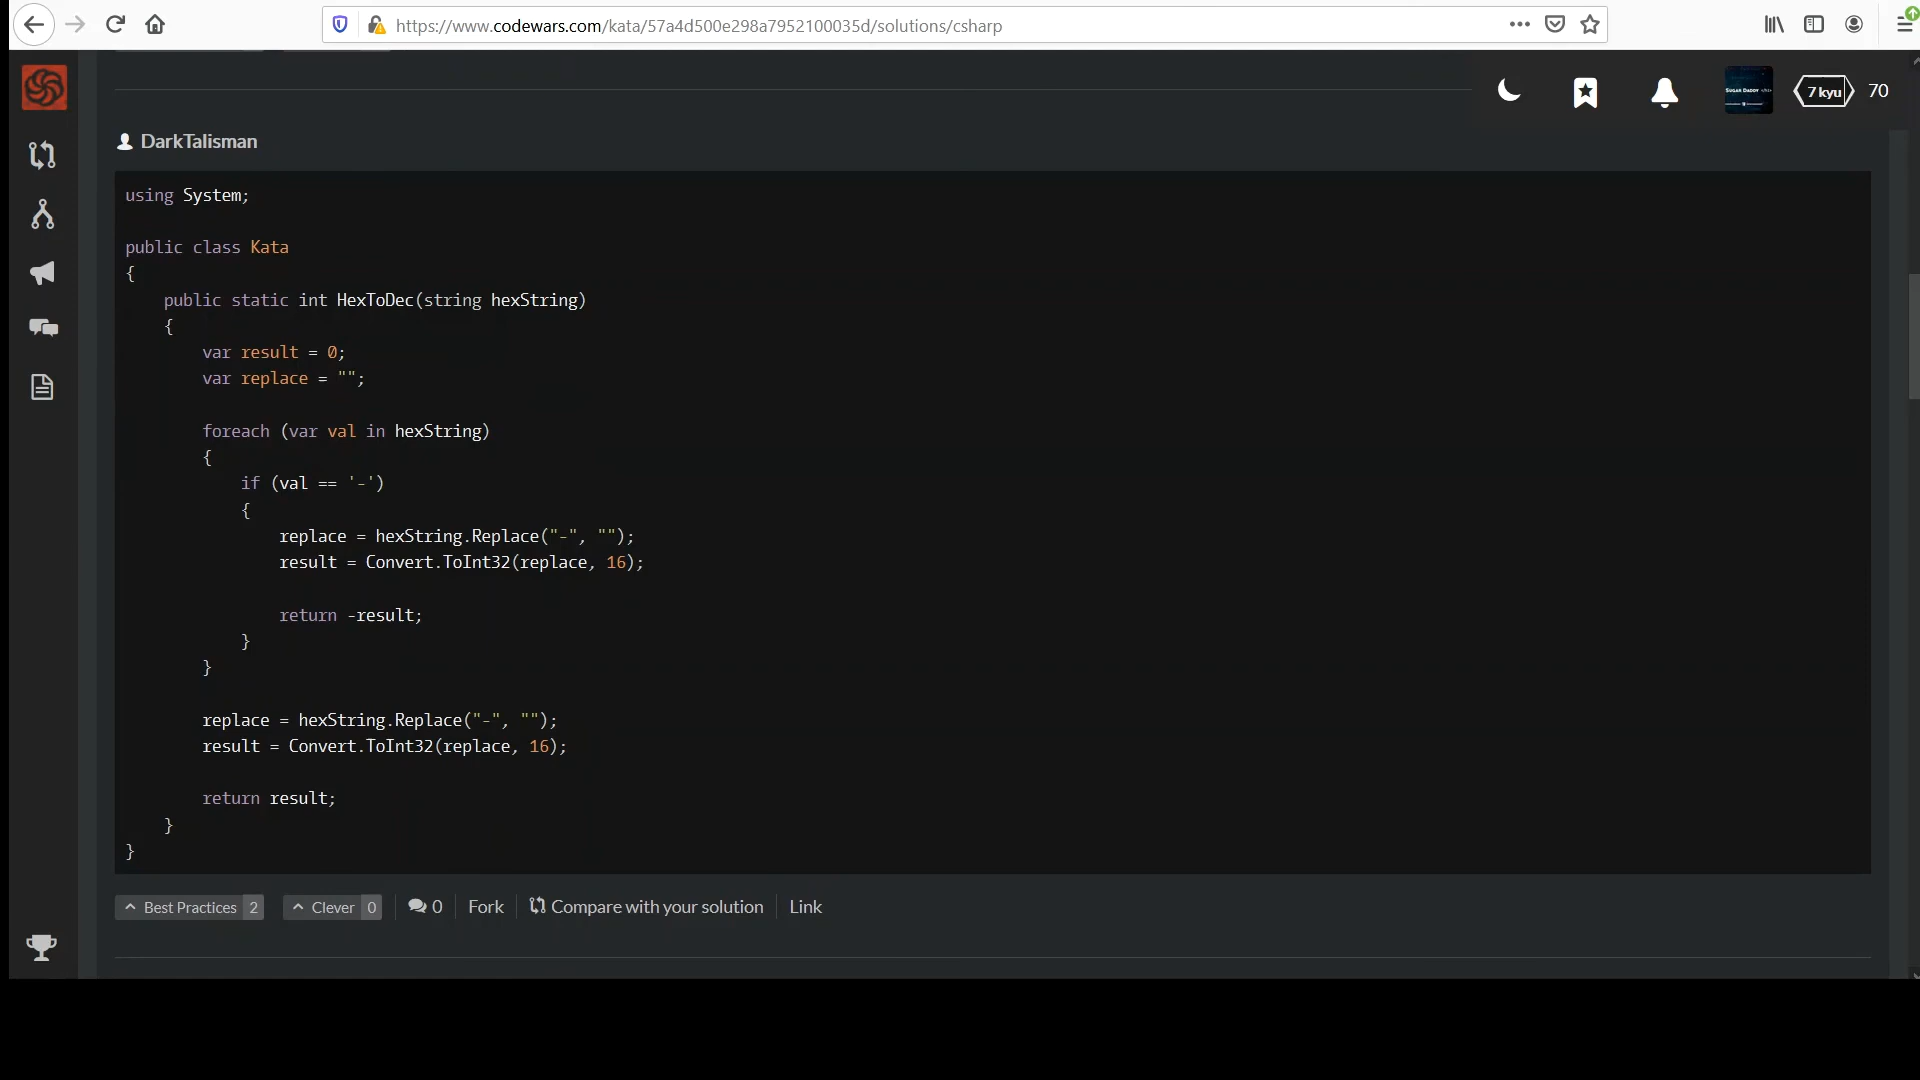 https://www.codewars.com/kata/57a4d500e298a7952100035d/solutions/csharp
SUGAR DADDY
7 kyu
70
DarkTalisman
using System;
public class Kata
{
public static int HexToDec(string hexString)
{
var result = 0;
var replace = "";
foreach (var val in hexString)
{
if (val == '-')
{
replace = hexString.Replace("-", "");
result = Convert.ToInt32(replace, 16);
return -result;
}
}
replace = hexString.Replace("-", "");
result = Convert.ToInt32(replace, 16);
return result;
}
}
Best Practices 2
Clever 0
0
Fork
Compare with your solution
Link